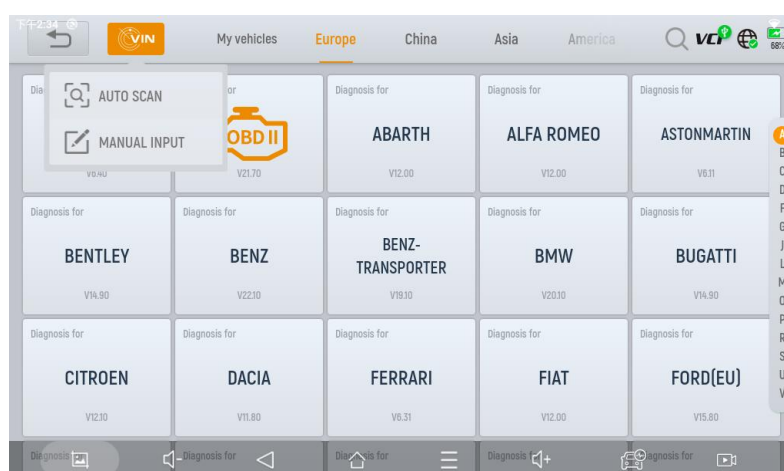 下午2:34
VIN
My vehicles
Europe
China
Asia
America
VCI
68%
AUTO SCAN
MANUAL INPUT
Dia
V6.40
or
OBD II
V21.70
Diagnosis for
ABARTH
V12.00
Diagnosis for
ALFA ROMEO
V12.00
Diagnosis for
ASTONMARTIN
V6.11
Diagnosis for
BENTLEY
V14.90
Diagnosis for
BENZ
V22.10
Diagnosis for
BENZ-
TRANSPORTER
V19.10
Diagnosis for
BMW
V20.10
Diagnosis for
BUGATTI
V14.90
Diagnosis for
CITROEN
V12.10
Diagnosis for
DACIA
V11.80
Diagnosis for
FERRARI
V6.31
Diagnosis for
FIAT
V12.00
Diagnosis for
FORD(EU)
V15.80
Diagnosis for
Diagnosis for
Diagnosis for
Diagnosis for
Diagnosis for
A
B
C
D
F
G
J
L
M
O
P
R
S
U
V